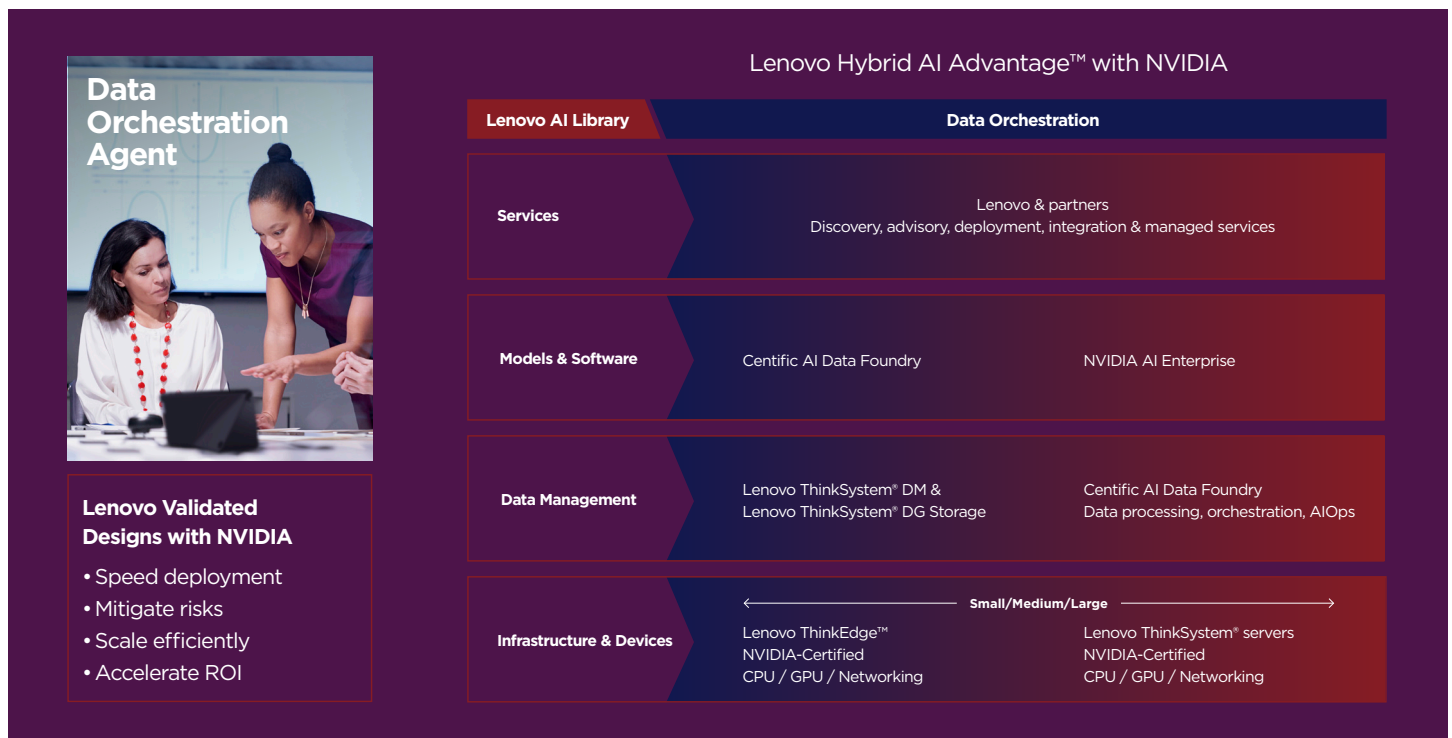 Data
Orchestration
Agent
Lenovo Validated
Designs with NVIDIA
• Speed deployment
• Mitigate risks
• Scale efficiently
• Accelerate ROI
Lenovo Hybrid AI Advantage™ with NVIDIA
Lenovo AI Library
Data Orchestration
Services
Lenovo & partners
Discovery, advisory, deployment, integration & managed services
Models & Software
Centific AI Data Foundry
NVIDIA AI Enterprise
Data Management
Lenovo ThinkSystem® DM &
Lenovo ThinkSystem® DG Storage
Centific AI Data Foundry
Data processing, orchestration, AIOps
Infrastructure & Devices
Small/Medium/Large
Lenovo ThinkEdge™
NVIDIA-Certified
CPU / GPU / Networking
Lenovo ThinkSystem® servers
NVIDIA-Certified
CPU / GPU / Networking